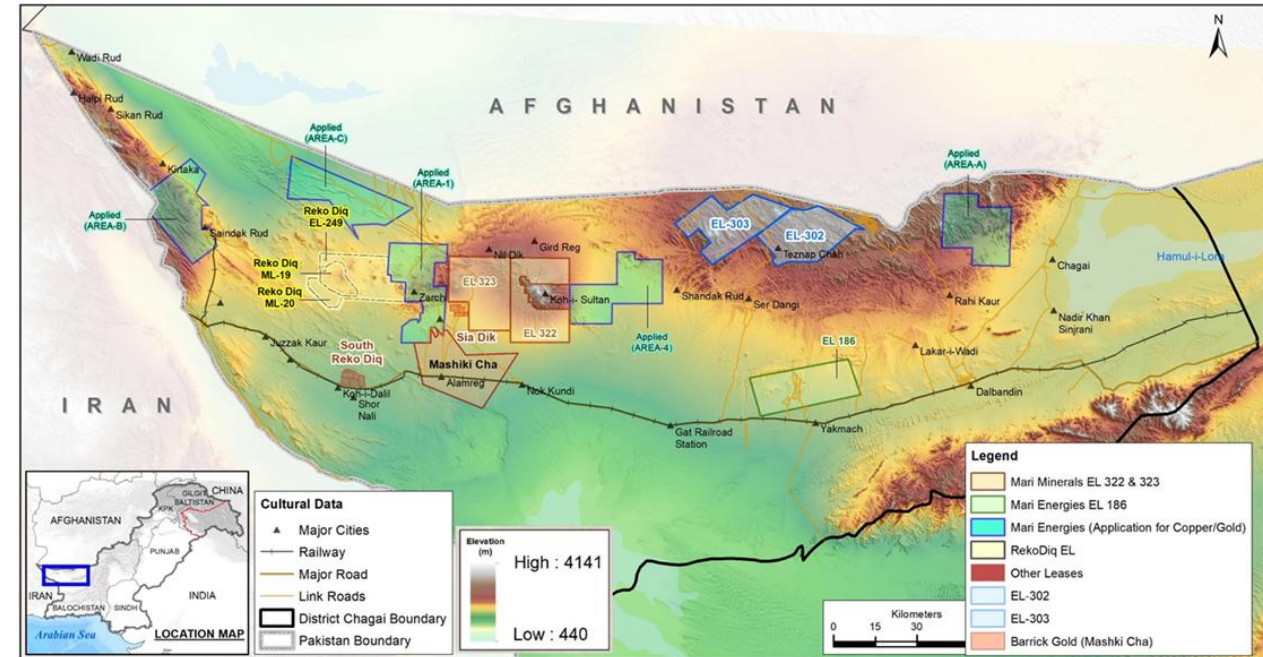 N
AFGHANISTAN
IRAN
Wadi Rud
Halpi Rud
Sikan Rud
Kirtaka
Applied
(AREA-C)
Applied
(AREA-1)
Applied
(AREA-A)
Applied
(AREA-B)
Saindak Rud
Reko Diq
EL-249
Reko Diq
ML-19
Reko Diq
ML-20
Nil Dik
Gird Reg
EL-303
EL-302
Teznap Chah
Chagai
Hamul-i-Lora
EL 323
Koh-i- Sultan
Zarch
Shandak Rud
Ser Dangi
Rahi Kaur
Nadir Khan
Sinjrani
Sia Dik
EL 322
Applied
(AREA-4)
Juzzak Kaur
South
Reko Diq
Mashiki Cha
Lakar-i-Wadi
EL 186
Alamreg
Nok Kundi
Dalbandin
Koh-i-Dalil
Shor
Nali
Gat Railroad
Station
Yakmach
CHINA
GILGIT
BALTISTAN
KPK
AFGHANISTAN
PUNJAB
IRAN
INDIA
BALOCHISTAN
SINDH
Arabian Sea
LOCATION MAP
Cultural Data
Major Cities
Railway
Major Road
Link Roads
District Chagai Boundary
Pakistan Boundary
Elevation
(m)
High : 4141
Low : 440
Kilometers
0 15 30
Legend
Mari Minerals EL 322 & 323
Mari Energies EL 186
Mari Energies (Application for Copper/Gold)
RekoDiq EL
Other Leases
EL-302
EL-303
Barrick Gold (Mashki Cha)